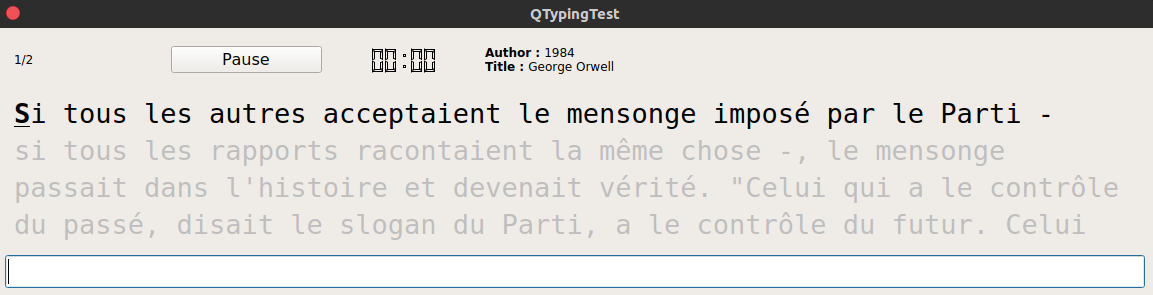 QTypingTest
1/2
Pause
00:00
Author : 1984
Title : George Orwell
Si tous les autres acceptaient le mensonge imposé par le Parti -
si tous les rapports racontaient la même chose -, le mensonge
passait dans l'histoire et devenait vérité. "Celui qui a le contrôle
du passé, disait le slogan du Parti, a le contrôle du futur. Celui